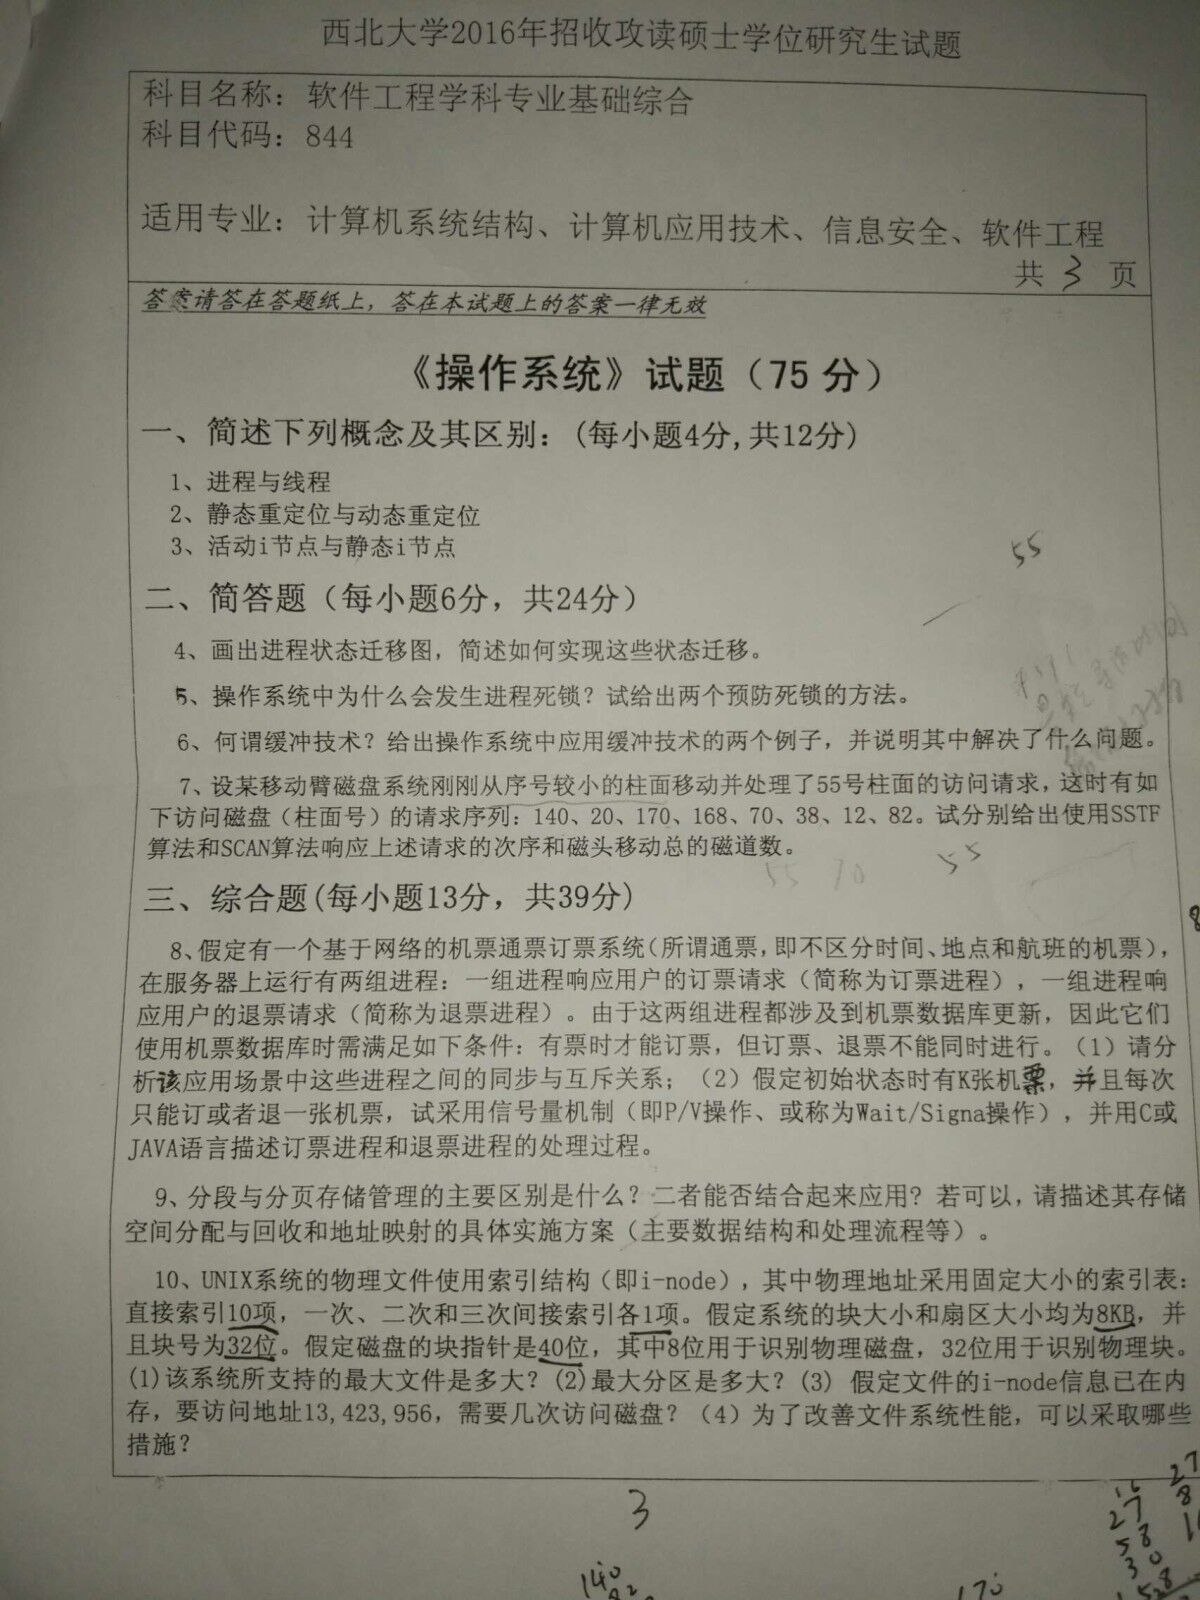 西北大学2016年招收攻读硕士学位研究生试题
科目名称：软件工程学科专业基础综合
科目代码：844
适用专业：计算机系统结构、计算机应用技术、信息安全、软件工程
共 3 页
答案请答在答题纸上，答在本试题上的答案一律无效
《操作系统》试题（75 分）
一、简述下列概念及其区别：(每小题4分,共12分)
1、进程与线程
2、静态重定位与动态重定位
3、活动i节点与静态i节点
55
二、简答题（每小题6分，共24分）
4、画出进程状态迁移图，简述如何实现这些状态迁移。
5、操作系统中为什么会发生进程死锁？试给出两个预防死锁的方法。
6、何谓缓冲技术？给出操作系统中应用缓冲技术的两个例子，并说明其中解决了什么问题。
7、设某移动臂磁盘系统刚刚从序号较小的柱面移动并处理了55号柱面的访问请求，这时有如
下访问磁盘（柱面号）的请求序列：140、20、170、168、70、38、12、82。试分别给出使用SSTF
算法和SCAN算法响应上述请求的次序和磁头移动总的磁道数。
55 70
55
三、综合题(每小题13分，共39分)
8、假定有一个基于网络的机票通票订票系统(所谓通票,即不区分时间、地点和航班的机票)，
在服务器上运行有两组进程：一组进程响应用户的订票请求（简称为订票进程），一组进程响
应用户的退票请求（简称为退票进程）。由于这两组进程都涉及到机票数据库更新，因此它们
使用机票数据库时需满足如下条件：有票时才能订票，但订票、退票不能同时进行。（1）请分
析该应用场景中这些进程之间的同步与互斥关系；（2）假定初始状态时有K张机票，并且每次
只能订或者退一张机票，试采用信号量机制（即P/V操作、或称为Wait/Signa操作），并用C或
JAVA语言描述订票进程和退票进程的处理过程。
9、分段与分页存储管理的主要区别是什么？二者能否结合起来应用？若可以,请描述其存储
空间分配与回收和地址映射的具体实施方案（主要数据结构和处理流程等）。
10、UNIX系统的物理文件使用索引结构（即i-node），其中物理地址采用固定大小的索引表：
直接索引10项，一次、二次和三次间接索引各1项。假定系统的块大小和扇区大小均为8KB，并
且块号为32位。假定磁盘的块指针是40位，其中8位用于识别物理磁盘，32位用于识别物理块。
(1)该系统所支持的最大文件是多大？(2)最大分区是多大？(3) 假定文件的i-node信息已在内
存，要访问地址13,423,956，需要几次访问磁盘？（4）为了改善文件系统性能，可以采取哪些
措施？
3
27
8
27
58
30
140
82
170